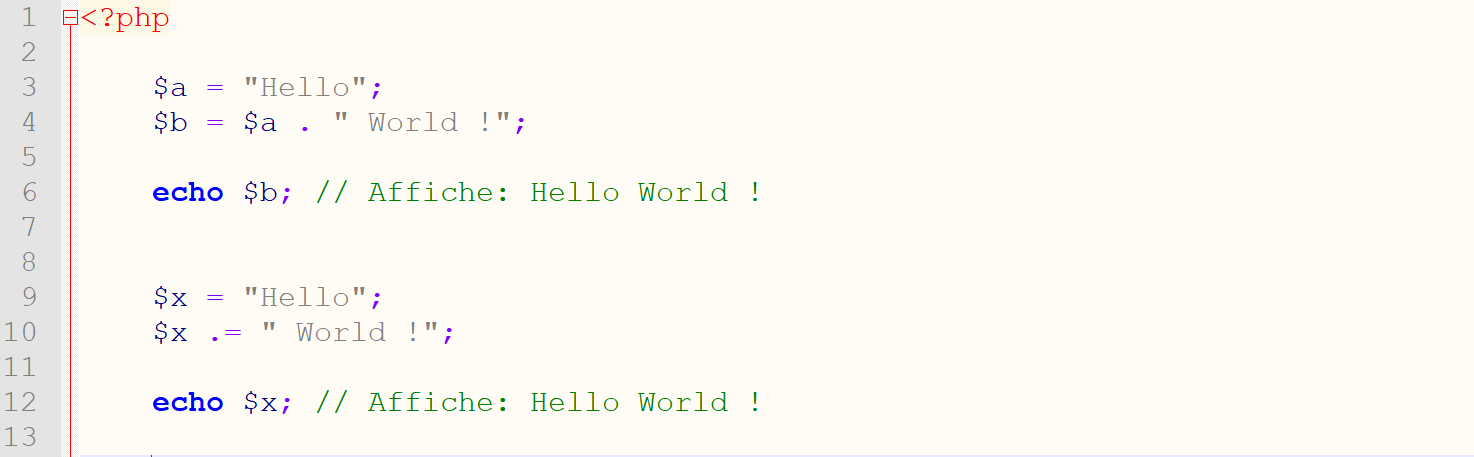 1 <?php
2
3 $a = "Hello";
4 $b = $a . " World !";
5
6 echo $b; // Affiche: Hello World !
7
8
9 $x = "Hello";
10 $x .= " World !";
11
12 echo $x; // Affiche: Hello World !
13